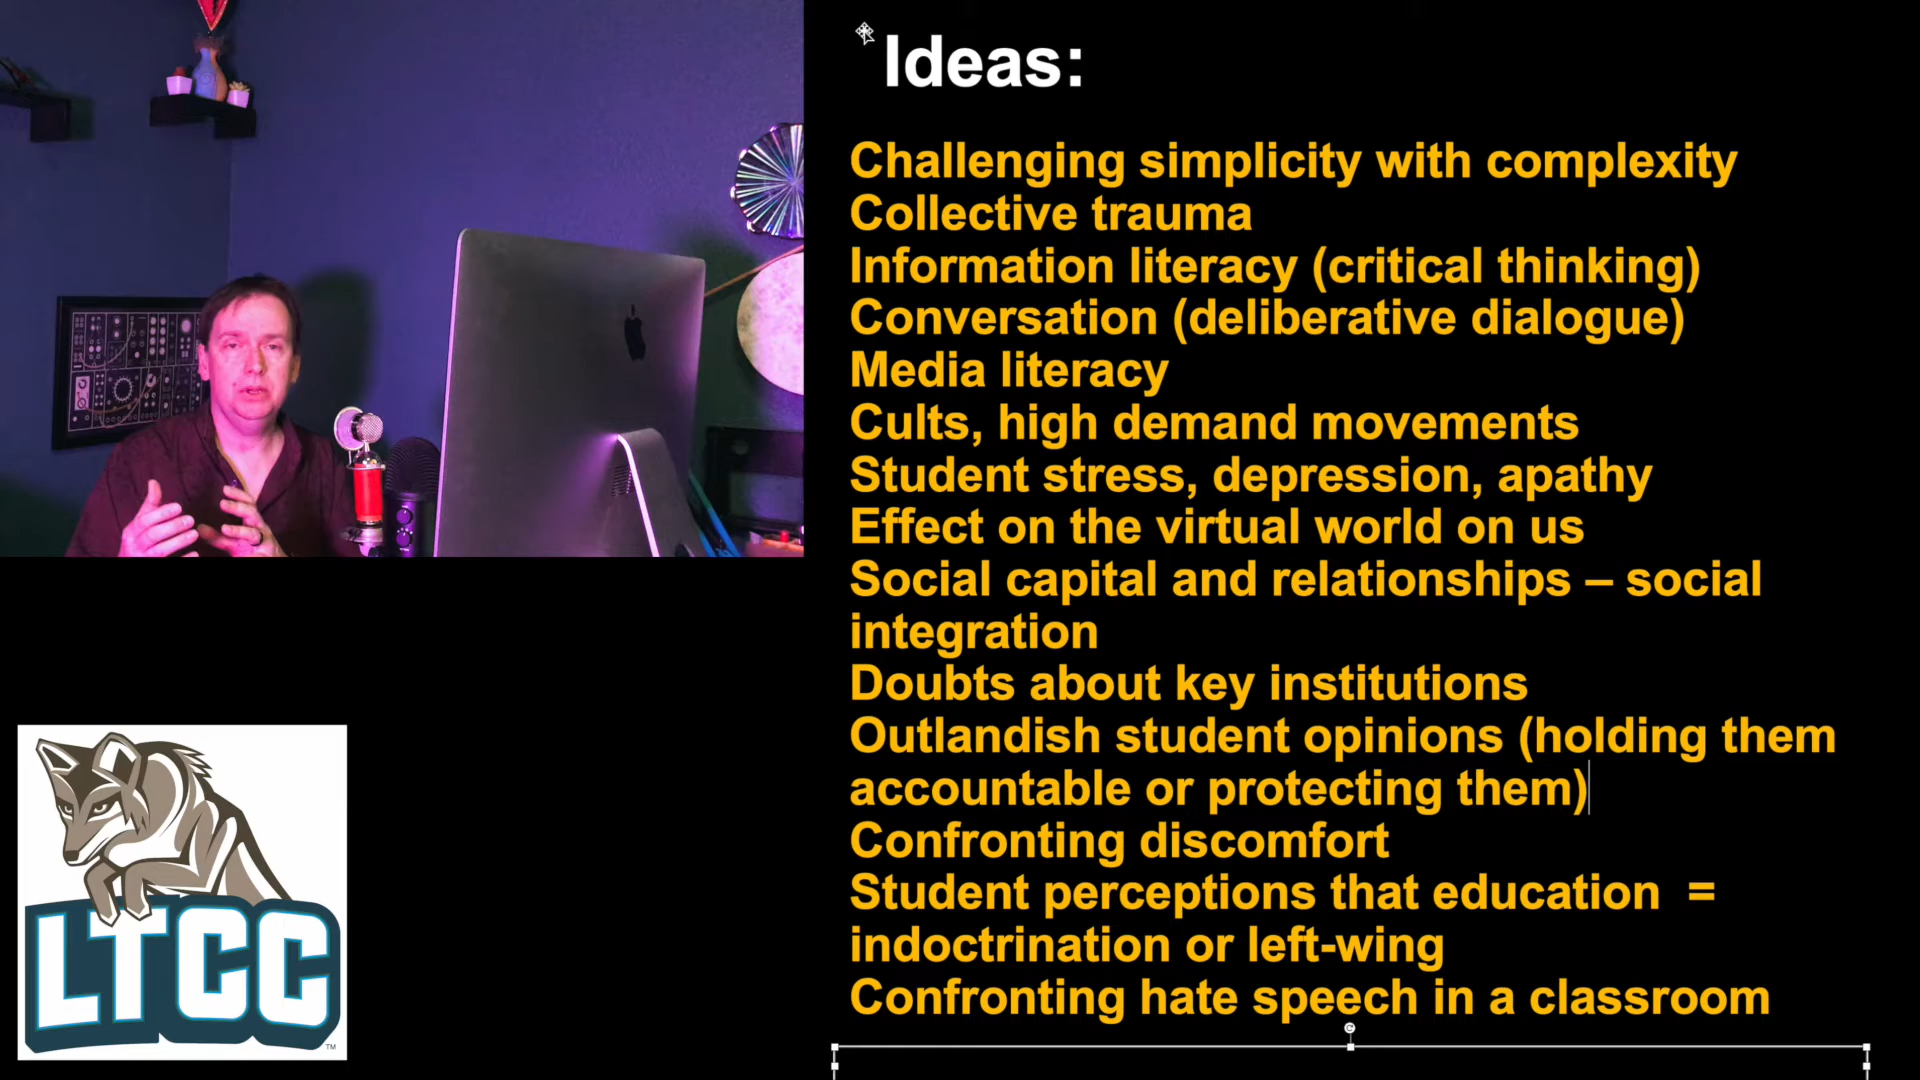 Ideas:
Challenging simplicity with complexity
Collective trauma
Information literacy (critical thinking)
Conversation (deliberative dialogue)
Media literacy
Cults, high demand movements
Student stress, depression, apathy
Effect on the virtual world on us
Social capital and relationships – social
integration
Doubts about key institutions
Outlandish student opinions (holding them
accountable or protecting them)
Confronting discomfort
Student perceptions that education  =
indoctrination or left-wing
Confronting hate speech in a classroom
LTCC
TM